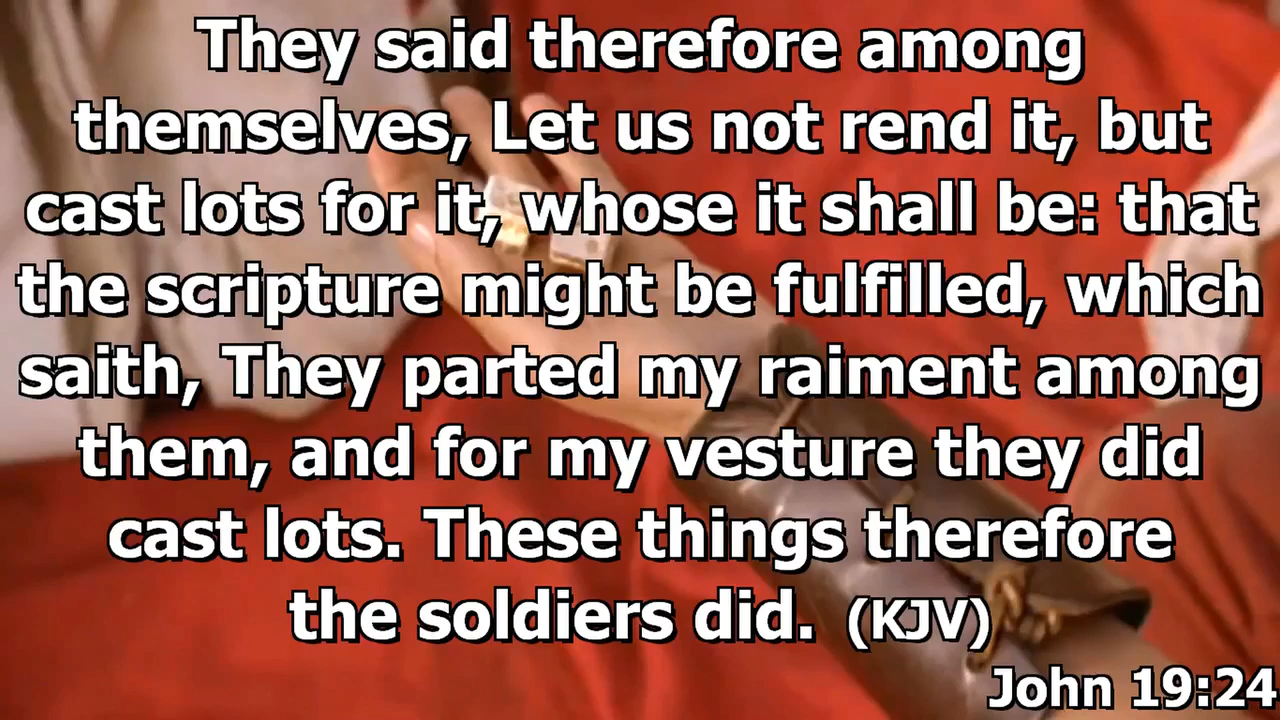 They said therefore among
themselves, Let us not rend it, but
cast lots for it, whose it shall be: that
the scripture might be fulfilled, which
saith, They parted my raiment among
them, and for my vesture they did
cast lots. These things therefore
the soldiers did. (KJV)
John 19:24